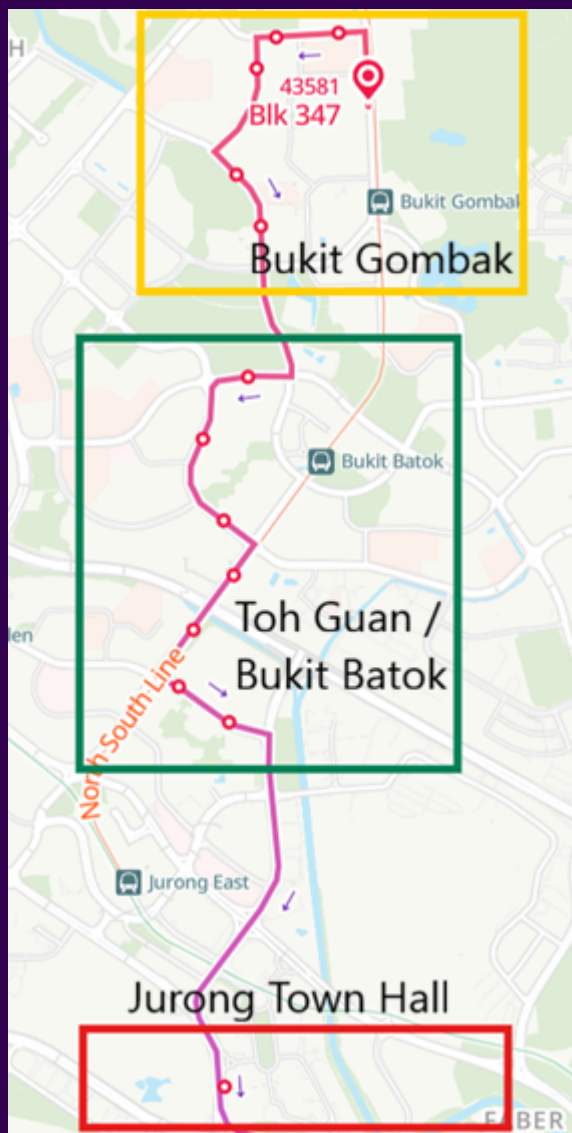 H
43581
Blk 347
Bukit Gombak
Bukit Gombak
Bukit Batok
Toh Guan /
Bukit Batok
den
North South Line
Jurong East
Jurong Town Hall
FABER